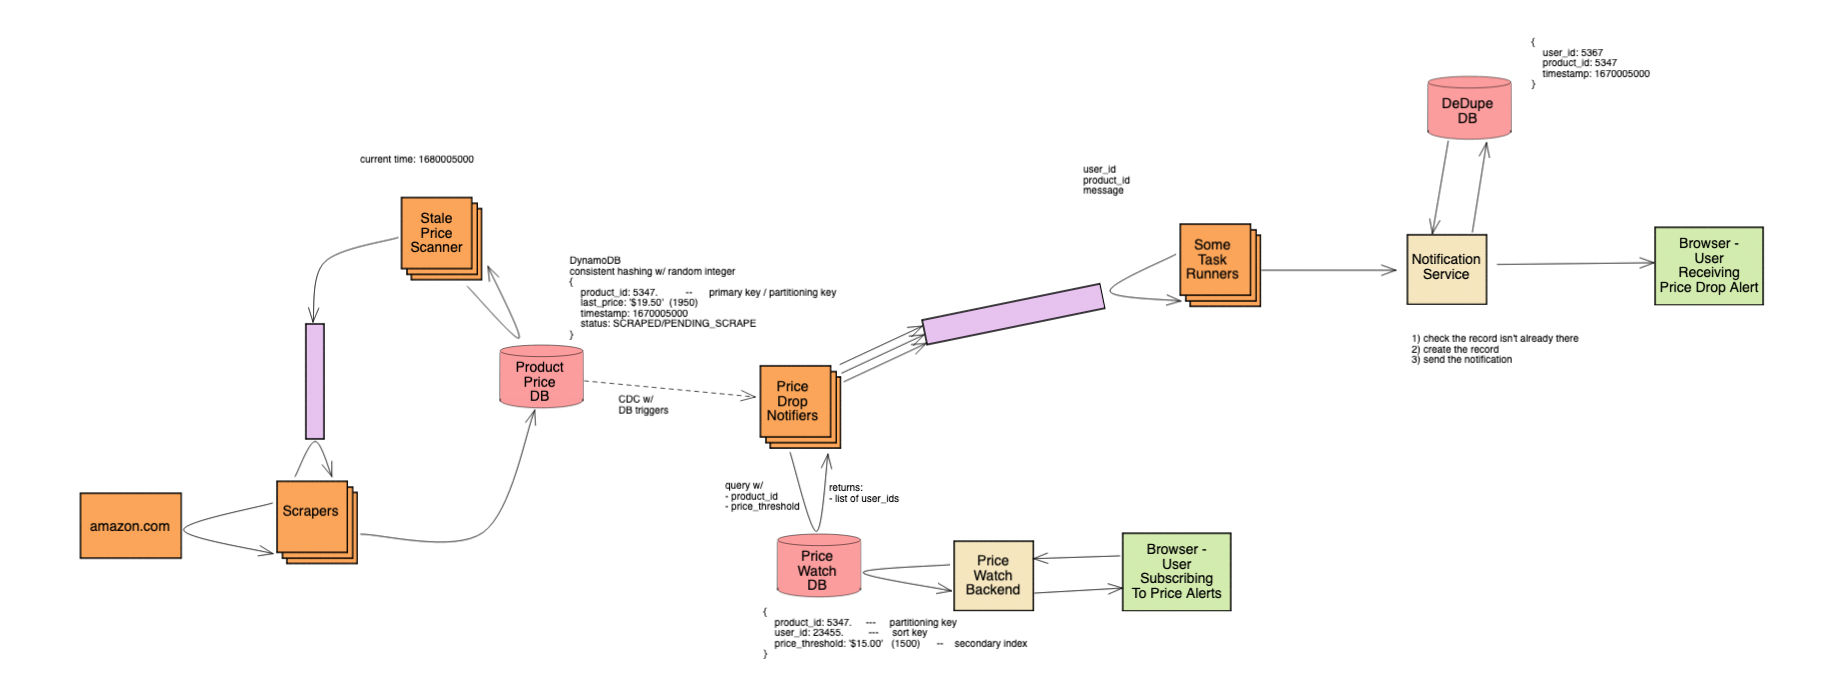 current time: 1680005000
Stale
Price
Scanner
DynamoDB
consistent hashing w/ random integer
{
product_id: 5347. -- primary key / partitioning key
last_price: '$19.50' (1950)
timestamp: 1670005000
status: SCRAPED/PENDING_SCRAPE
}
Product
Price
DB
CDC w/
DB triggers
amazon.com
Scrapers
Price
Drop
Notifiers
query w/
- product_id
- price_threshold
returns:
- list of user_ids
Price
Watch
DB
{
product_id: 5347. --- partitioning key
user_id: 23455. --- sort key
price_threshold: '$15.00' (1500) -- secondary index
}
Price
Watch
Backend
Browser -
User
Subscribing
To Price Alerts
user_id
product_id
message
Some
Task
Runners
{
user_id: 5367
product_id: 5347
timestamp: 1670005000
}
DeDupe
DB
Notification
Service
1) check the record isn't already there
2) create the record
3) send the notification
Browser -
User
Receiving
Price Drop Alert